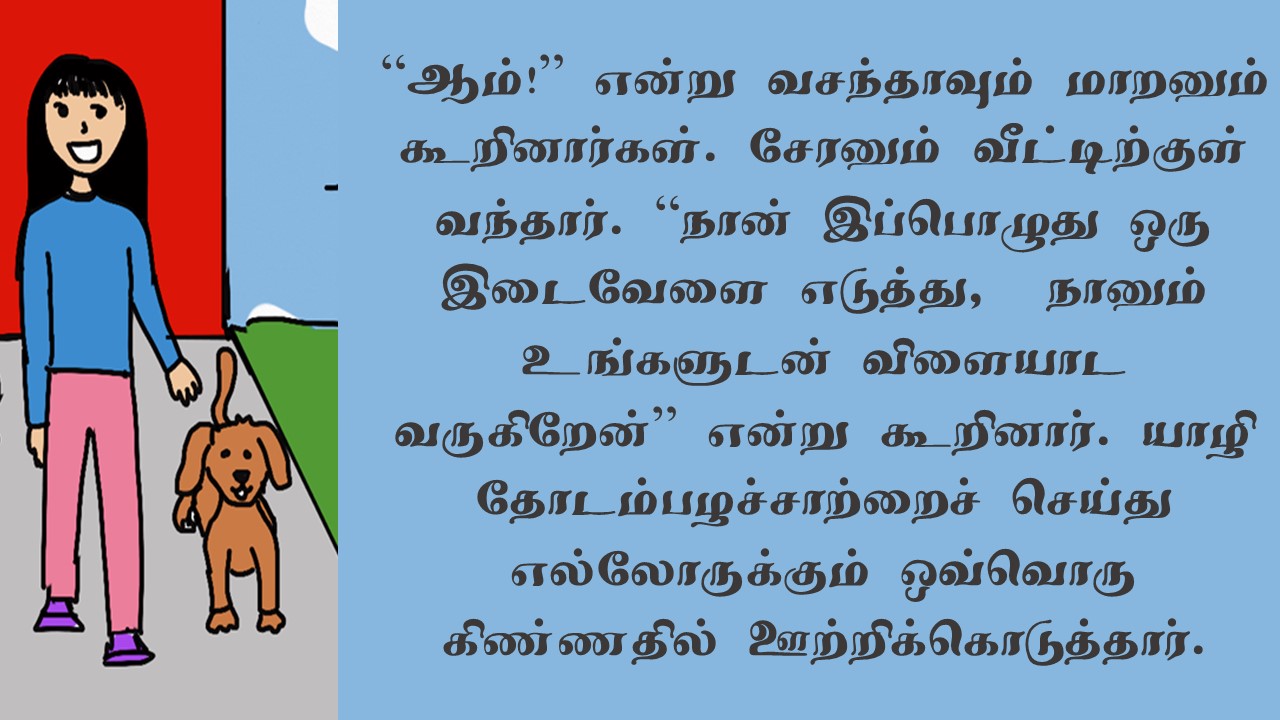 “ஆம்!” என்று வசந்தாவும் மாறனும்
கூறினார்கள். சேரனும் வீட்டிற்குள்
வந்தார். “நான் இப்பொழுது ஒரு
இடைவேளை எடுத்து, நானும்
உங்களுடன் விளையாட
வருகிறேன்” என்று கூறினார். யாழி
தோடம்பழச்சாற்றைச் செய்து
எல்லோருக்கும் ஒவ்வொரு
கிண்ணதில் ஊற்றிக்கொடுத்தார்.